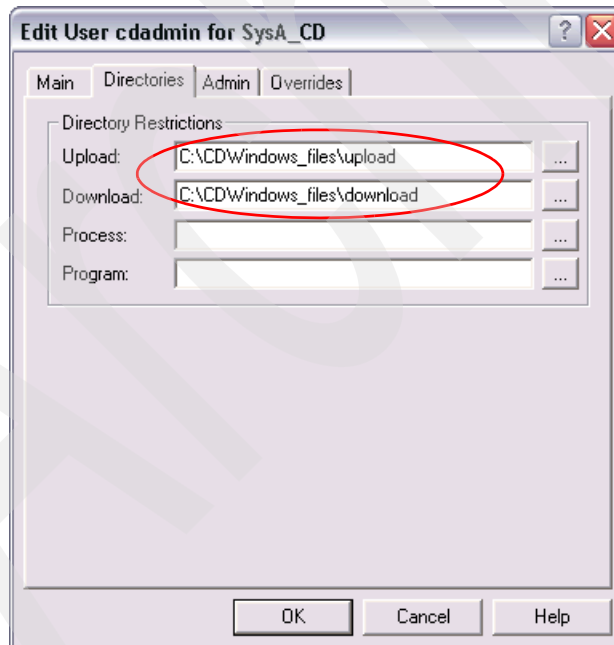 Edit User cdadmin for SysA_CD
?
Main Directories Admin Overrides
Directory Restrictions
Upload: C:\CDWindows_files\upload ...
Download: C:\CDWindows_files\download ...
Process: ...
Program: ...
OK Cancel Help